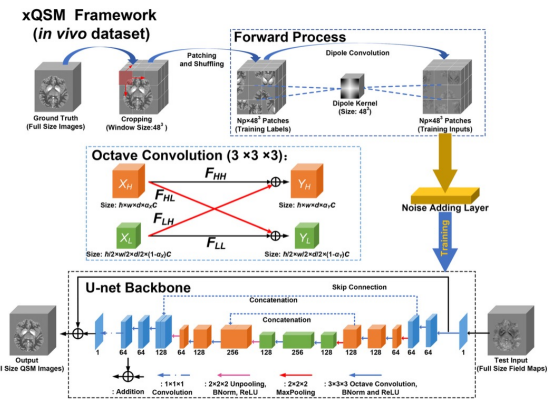 xQSM Framework
(in vivo dataset)
Ground Truth
(Full Size Images)
Cropping
(Window Size:48³)
Patching
and Shuffling
Forward Process
Dipole Convolution
Np×48³ Patches
(Training Labels)
Dipole Kernel
(Size: 48³)
Np×48³ Patches
(Training Inputs)
Octave Convolution (3 ×3 ×3):
X_H
F_HH
Y_H
Size: h×w×d×α_XC
F_HL
Size: h×w×d×α_YC
F_LH
X_L
F_LL
Y_L
Size: h/2×w/2×d/2×(1-α_X)C
Size: h/2×w/2×d/2×(1-α_Y)C
Noise Adding Layer
Training
U-net Backbone
Skip Connection
Concatenation
Concatenation
1 64 64 128 64 128 256 128 256 128 128 128 64 64 64 1
Output
l Size QSM Images)
Test Input
(Full Size Field Maps)
: Addition
: 1×1×1
Convolution
: 2×2×2 Unpooling,
BNorm, ReLU
: 2×2×2
MaxPooling
: 3×3×3 Octave Convolution,
BNorm and ReLU